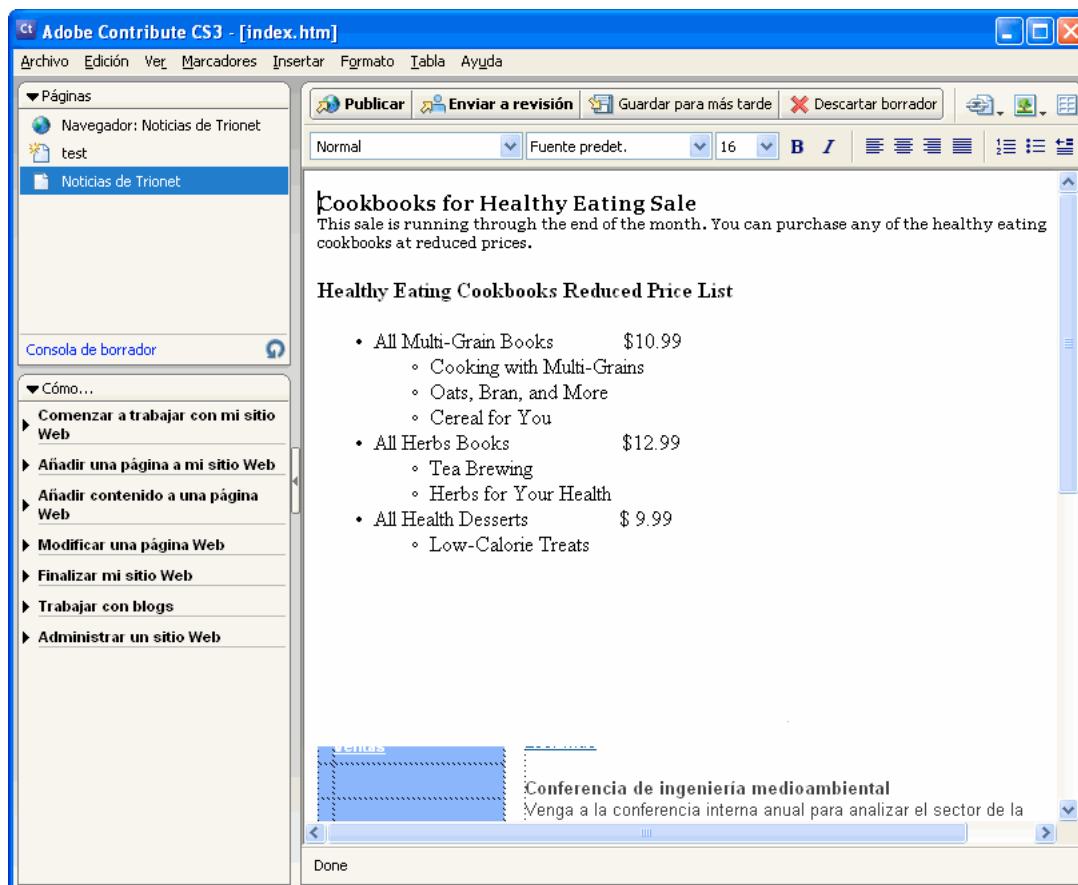 Adobe Contribute CS3 - [index.htm]
Archivo Edición Ver Marcadores Insertar Formato Tabla Ayuda
Páginas
Navegador: Noticias de Trionet
test
Noticias de Trionet
Consola de borrador
Cómo...
Comenzar a trabajar con mi sitio
Web
Añadir una página a mi sitio Web
Añadir contenido a una página
Web
Modificar una página Web
Finalizar mi sitio Web
Trabajar con blogs
Administrar un sitio Web
Publicar Enviar a revisión Guardar para más tarde Descartar borrador
Normal Fuente predet. 16 B I
Cookbooks for Healthy Eating Sale
This sale is running through the end of the month. You can purchase any of the healthy eating
cookbooks at reduced prices.
Healthy Eating Cookbooks Reduced Price List
• All Multi-Grain Books $10.99
◦ Cooking with Multi-Grains
◦ Oats, Bran, and More
◦ Cereal for You
• All Herbs Books $12.99
◦ Tea Brewing
◦ Herbs for Your Health
• All Health Desserts $ 9.99
◦ Low-Calorie Treats
Ventas
Conferencia de ingeniería medioambiental
Venga a la conferencia interna anual para analizar el sector de la
Done